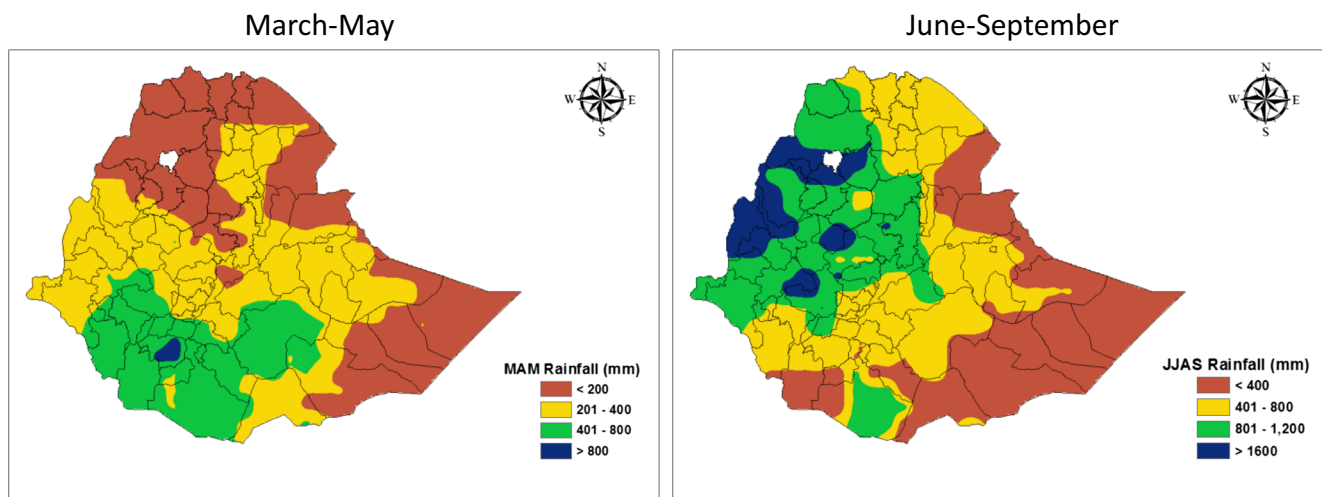 March-May
June-September
N
W E
S
N
W E
S
MAM Rainfall (mm)
< 200
201 - 400
401 - 800
> 800
JJAS Rainfall (mm)
< 400
401 - 800
801 - 1,200
> 1600